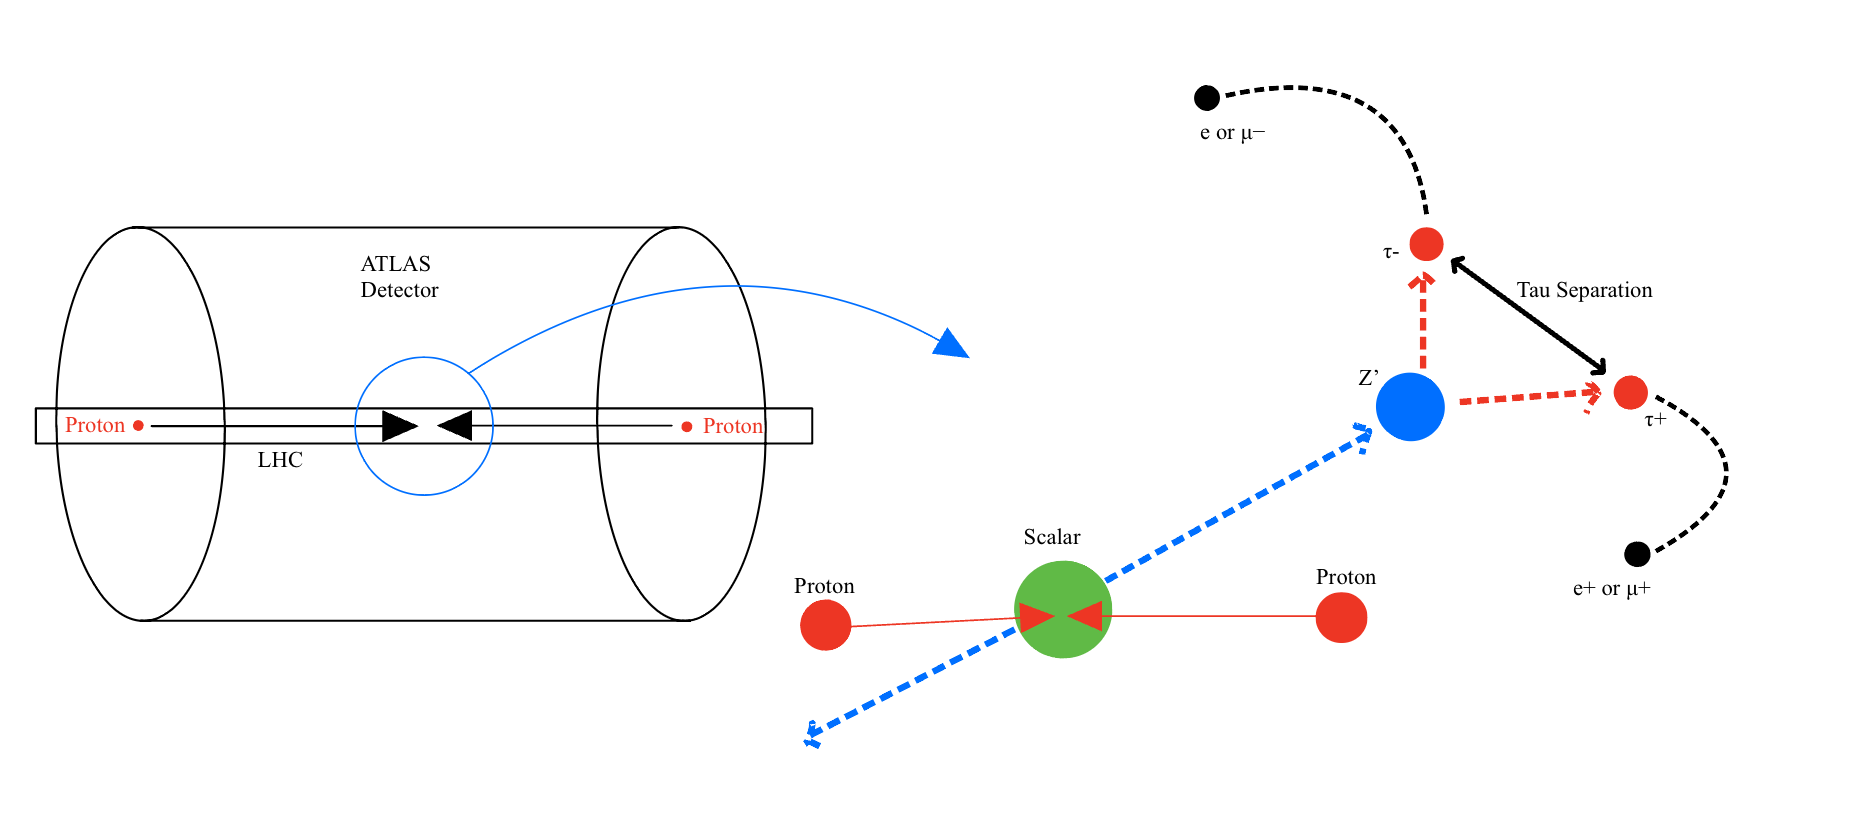 ATLAS
Detector
Proton
Proton
LHC
e or μ−
τ-
Tau Separation
Z’
τ+
Scalar
Proton
Proton
e+ or μ+